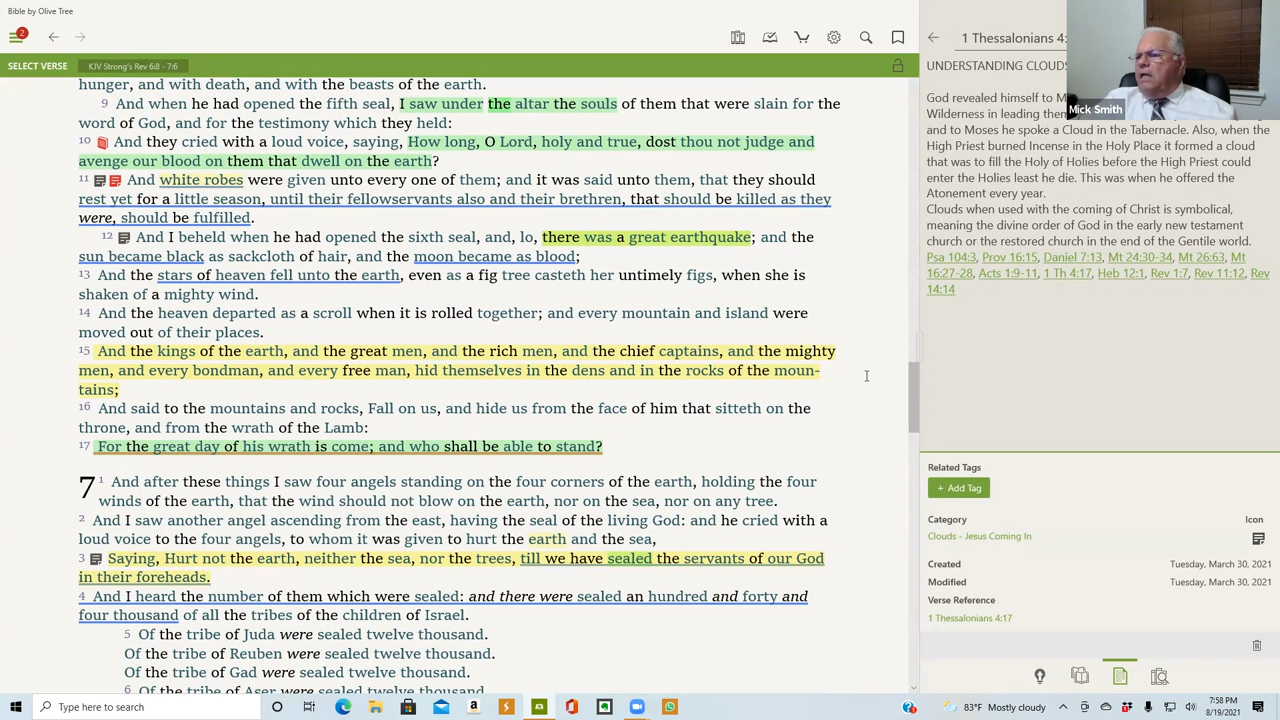 Bible by Olive Tree
2
SELECT VERSE
KJV Strong's Rev 6:8 - 7:6
hunger, and with death, and with the beasts of the earth.
9 And when he had opened the fifth seal, I saw under the altar the souls of them that were slain for the
word of God, and for the testimony which they held:
10 And they cried with a loud voice, saying, How long, O Lord, holy and true, dost thou not judge and
avenge our blood on them that dwell on the earth?
11 And white robes were given unto every one of them; and it was said unto them, that they should
rest yet for a little season, until their fellowservants also and their brethren, that should be killed as they
were, should be fulfilled.
12 And I beheld when he had opened the sixth seal, and, lo, there was a great earthquake; and the
sun became black as sackcloth of hair, and the moon became as blood;
13 And the stars of heaven fell unto the earth, even as a fig tree casteth her untimely figs, when she is
shaken of a mighty wind.
14 And the heaven departed as a scroll when it is rolled together; and every mountain and island were
moved out of their places.
15 And the kings of the earth, and the great men, and the rich men, and the chief captains, and the mighty
men, and every bondman, and every free man, hid themselves in the dens and in the rocks of the moun-
tains;
16 And said to the mountains and rocks, Fall on us, and hide us from the face of him that sitteth on the
throne, and from the wrath of the Lamb:
17 For the great day of his wrath is come; and who shall be able to stand?
7 1 And after these things I saw four angels standing on the four corners of the earth, holding the four
winds of the earth, that the wind should not blow on the earth, nor on the sea, nor on any tree.
2 And I saw another angel ascending from the east, having the seal of the living God: and he cried with a
loud voice to the four angels, to whom it was given to hurt the earth and the sea,
3 Saying, Hurt not the earth, neither the sea, nor the trees, till we have sealed the servants of our God
in their foreheads.
4 And I heard the number of them which were sealed: and there were sealed an hundred and forty and
four thousand of all the tribes of the children of Israel.
5 Of the tribe of Juda were sealed twelve thousand.
Of the tribe of Reuben were sealed twelve thousand.
Of the tribe of Gad were sealed twelve thousand.
6 Of the tribe of Aser were sealed twelve thousand.
1 Thessalonians 4:
UNDERSTANDING CLOUDS
God revealed himself to M
Wilderness in leading them
and to Moses he spoke a Cloud in the Tabernacle. Also, when the
High Priest burned Incense in the Holy Place it formed a cloud
that was to fill the Holy of Holies before the High Priest could
enter the Holies least he die. This was when he offered the
Atonement every year.
Clouds when used with the coming of Christ is symbolical,
meaning the divine order of God in the early new testament
church or the restored church in the end of the Gentile world.
Psa 104:3, Prov 16:15, Daniel 7:13, Mt 24:30-34, Mt 26:63, Mt
16:27-28, Acts 1:9-11, 1 Th 4:17, Heb 12:1, Rev 1:7, Rev 11:12, Rev
14:14
Mick Smith
Related Tags
+ Add Tag
Category
Icon
Clouds - Jesus Coming In
Created
Tuesday, March 30, 2021
Modified
Tuesday, March 30, 2021
Verse Reference
1 Thessalonians 4:17
Type here to search
83°F Mostly cloudy
7:58 PM
8/19/2021